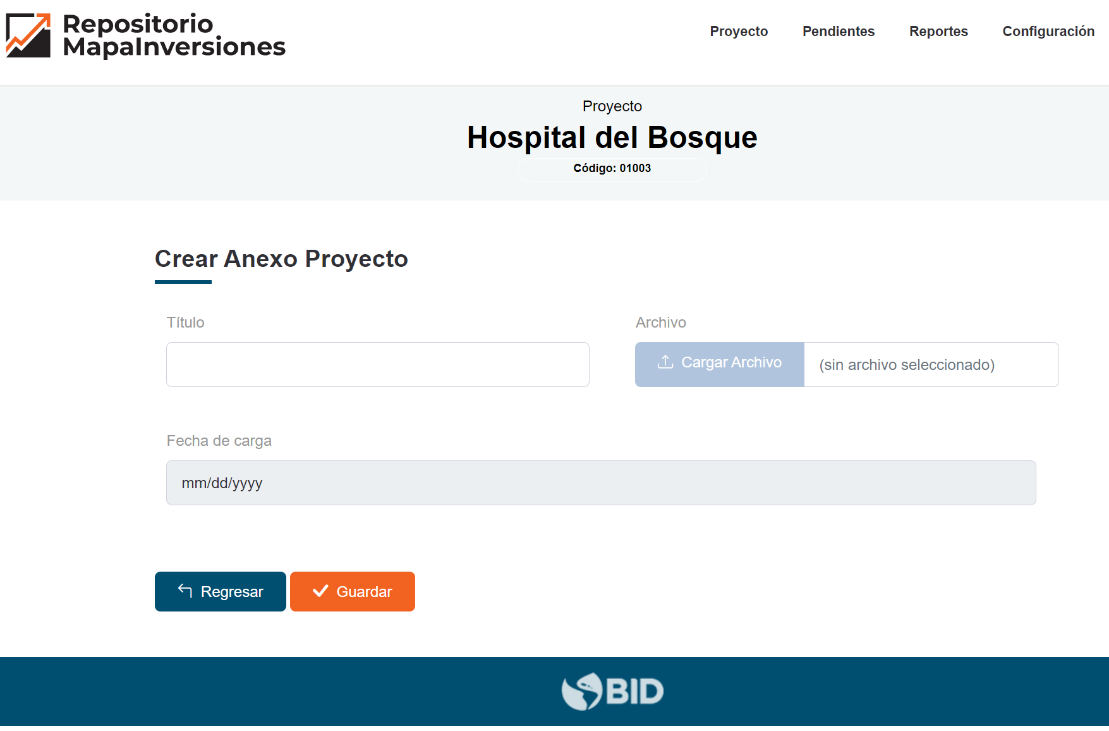 Repositorio
MapaInversiones
Proyecto
Pendientes
Reportes
Configuración
Proyecto
Hospital del Bosque
Código: 01003
Crear Anexo Proyecto
Título
Archivo
Cargar Archivo
(sin archivo seleccionado)
Fecha de carga
mm/dd/yyyy
Regresar
Guardar
BID